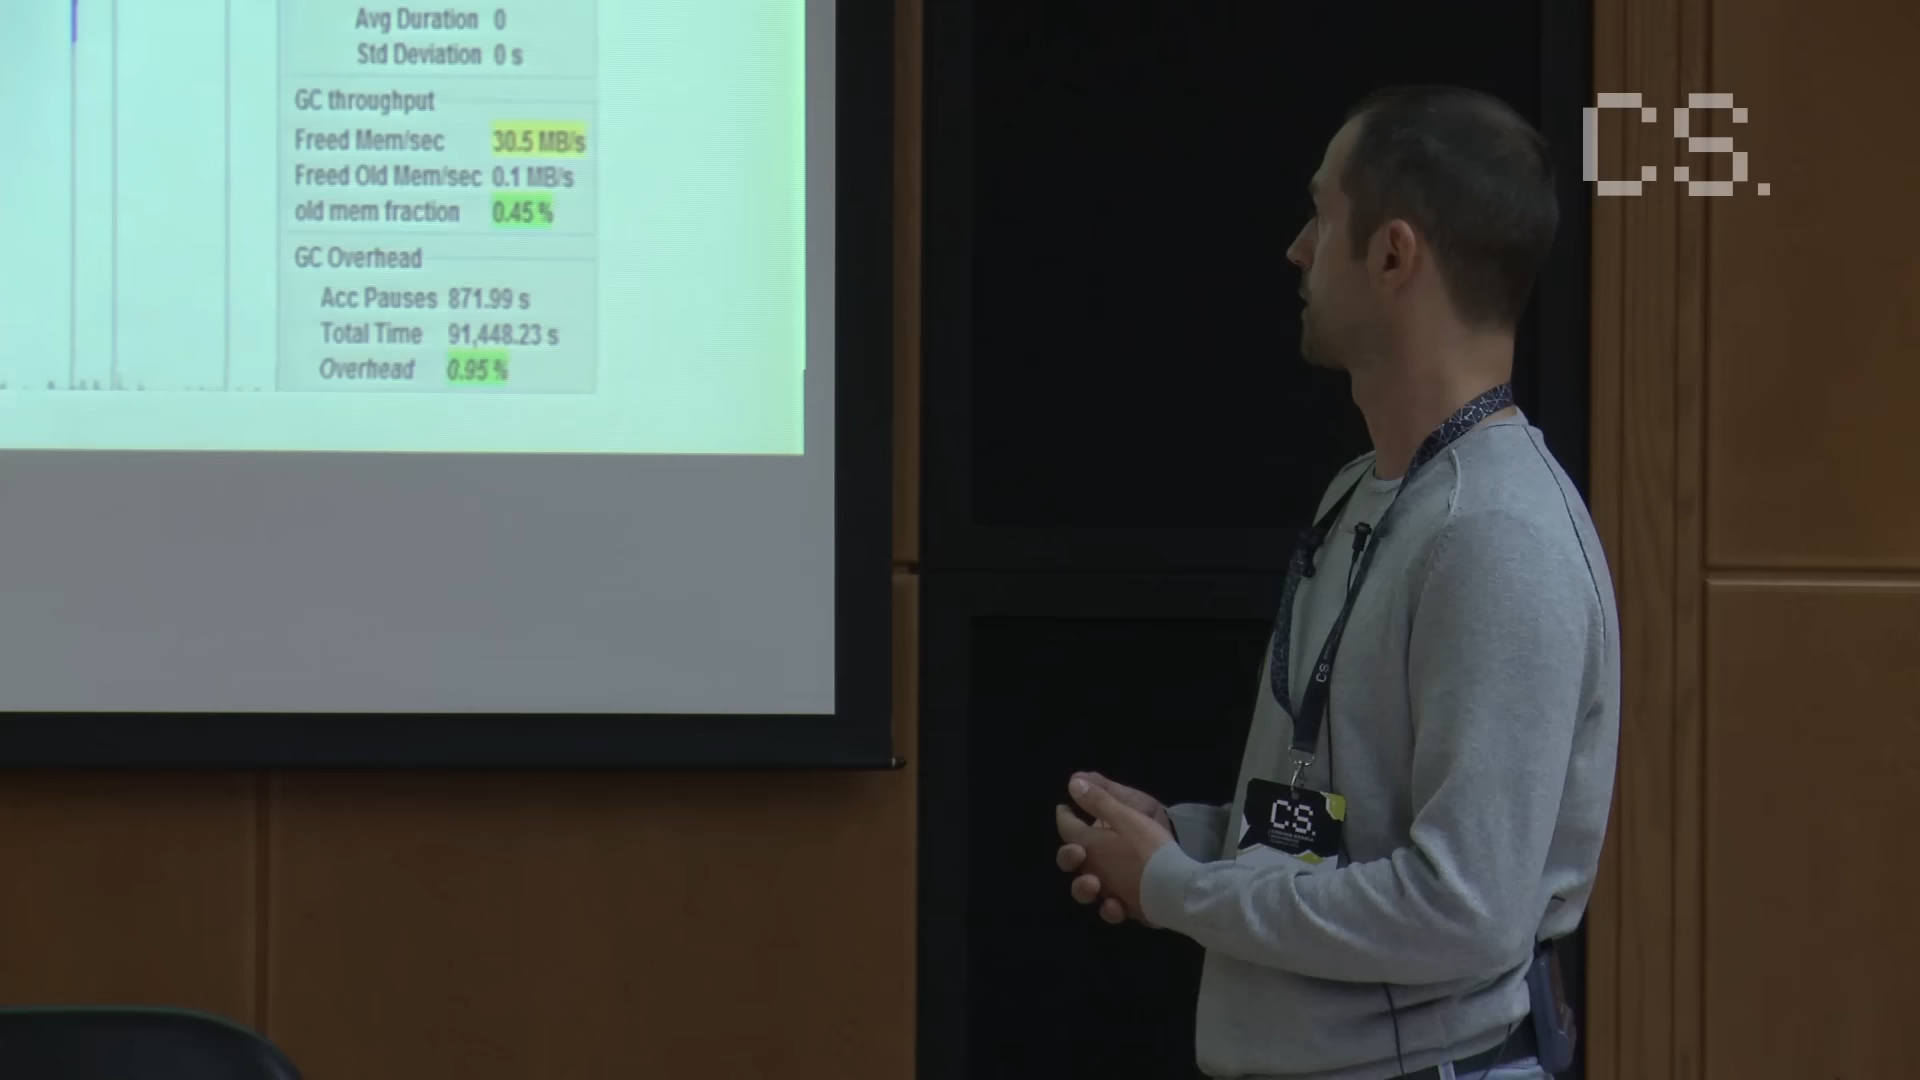 Avg Duration 0
Std Deviation 0 s
GC throughput
Freed Mem/sec 30.5 MB/s
Freed Old Mem/sec 0.1 MB/s
old mem fraction 0.45 %
GC Overhead
Acc Pauses 871.99 s
Total Time 91,448.23 s
Overhead 0.95 %
CS.
CS.
CS.